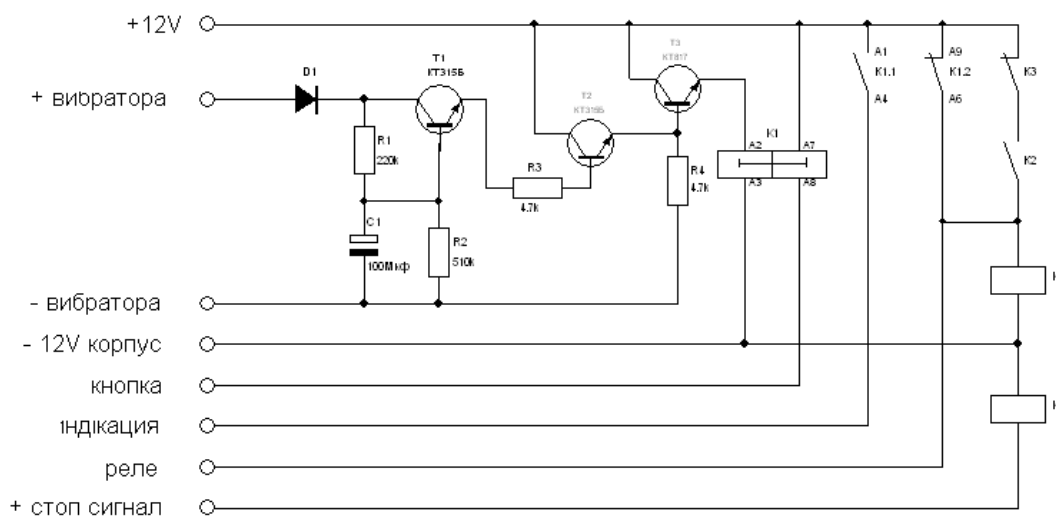 +12V
+ вибратора
- вибратора
- 12V корпус
кнопка
індікация
реле
+ стоп сигнал
D1
T1
КТ315Б
R1
220k
C1
100Мкф
R2
510k
R3
4.7k
T2
КТ315Б
T3
КТ817
R4
4.7k
K1
A2
A7
A3
A8
A1
K1.1
A4
A9
K1.2
A6
K3
K2